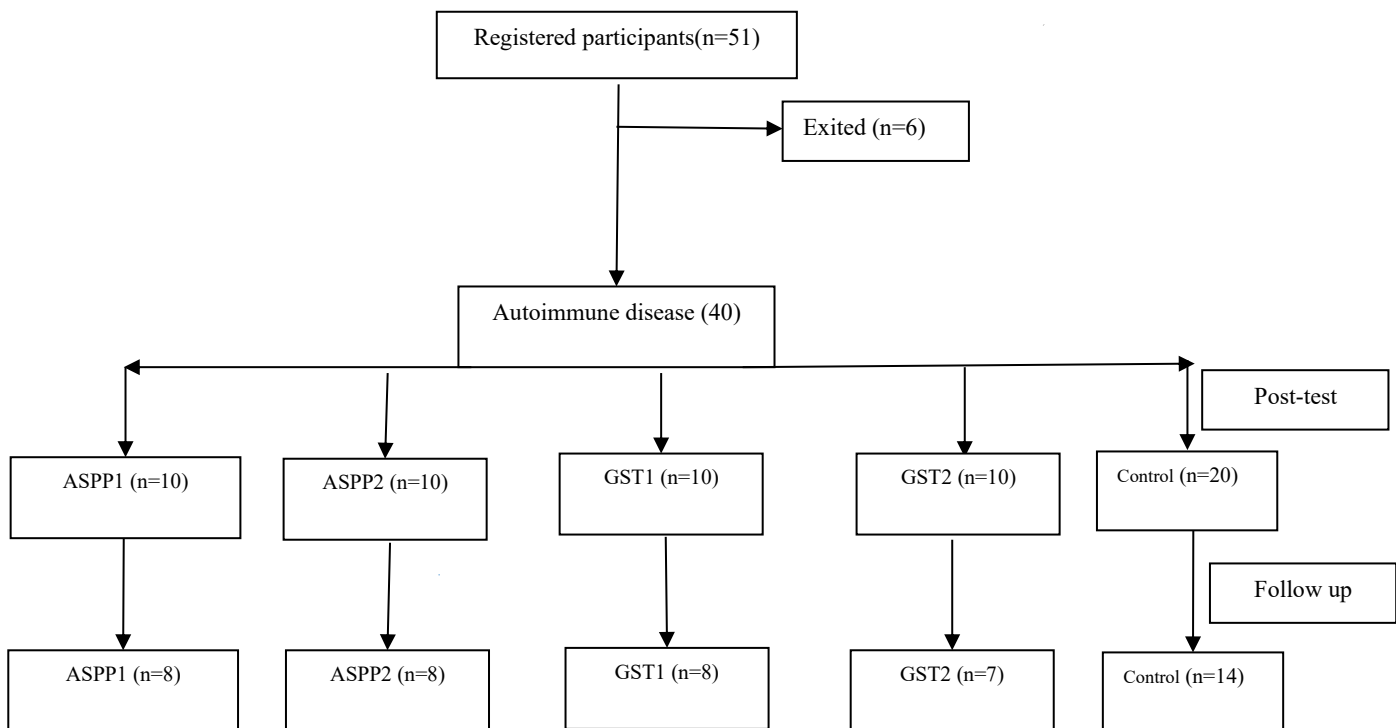 Registered participants(n=51)
Exited (n=6)
Autoimmune disease (40)
Post-test
ASPP1 (n=10)
ASPP2 (n=10)
GST1 (n=10)
GST2 (n=10)
Control (n=20)
Follow up
ASPP1 (n=8)
ASPP2 (n=8)
GST1 (n=8)
GST2 (n=7)
Control (n=14)